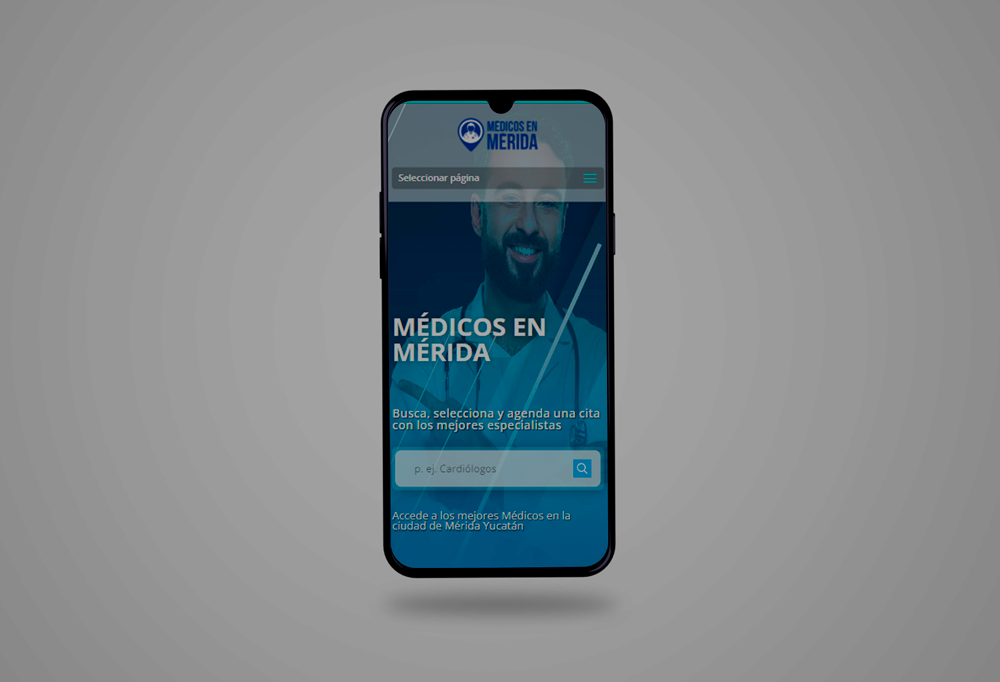 MÉDICOS EN
MÉRIDA
Seleccionar página
MÉDICOS EN
MÉRIDA
Busca, selecciona y agenda una cita
con los mejores especialistas
p. ej. Cardiólogos
Accede a los mejores Médicos en la
ciudad de Mérida Yucatán